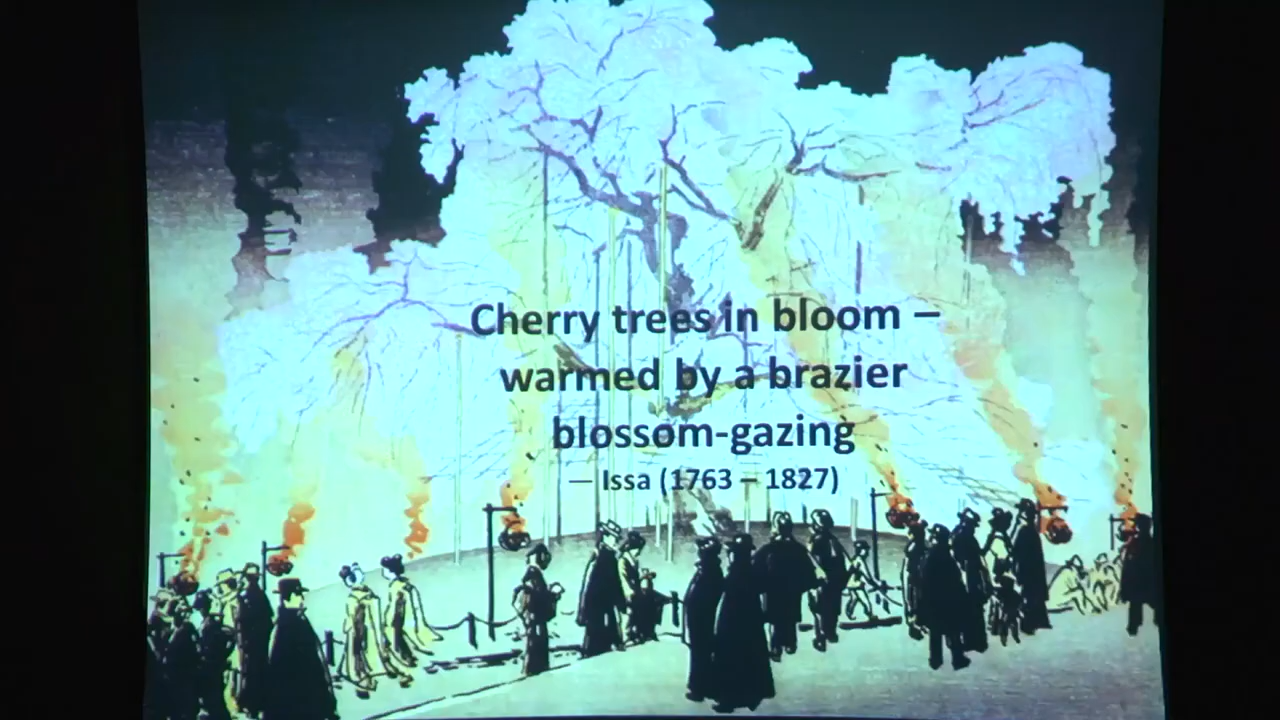 Cherry trees in bloom –
warmed by a brazier
blossom-gazing
— Issa (1763 – 1827)